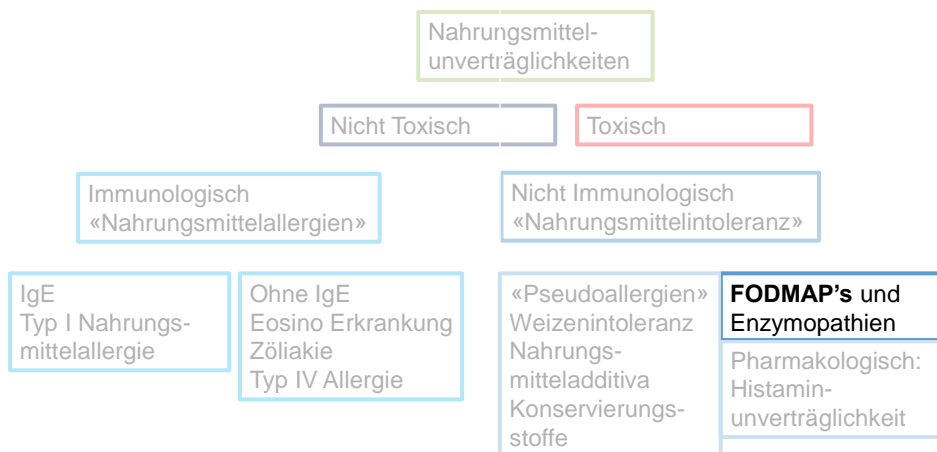 Nahrungsmittel-
unverträglichkeiten
Nicht Toxisch
Toxisch
Immunologisch
«Nahrungsmittelallergien»
Nicht Immunologisch
«Nahrungsmittelintoleranz»
IgE
Typ I Nahrungs-
mittelallergie
Ohne IgE
Eosino Erkrankung
Zöliakie
Typ IV Allergie
«Pseudoallergien»
Weizenintoleranz
Nahrungs-
mitteladditiva
Konservierungs-
stoffe
FODMAP's und
Enzymopathien
Pharmakologisch:
Histamin-
unverträglichkeit